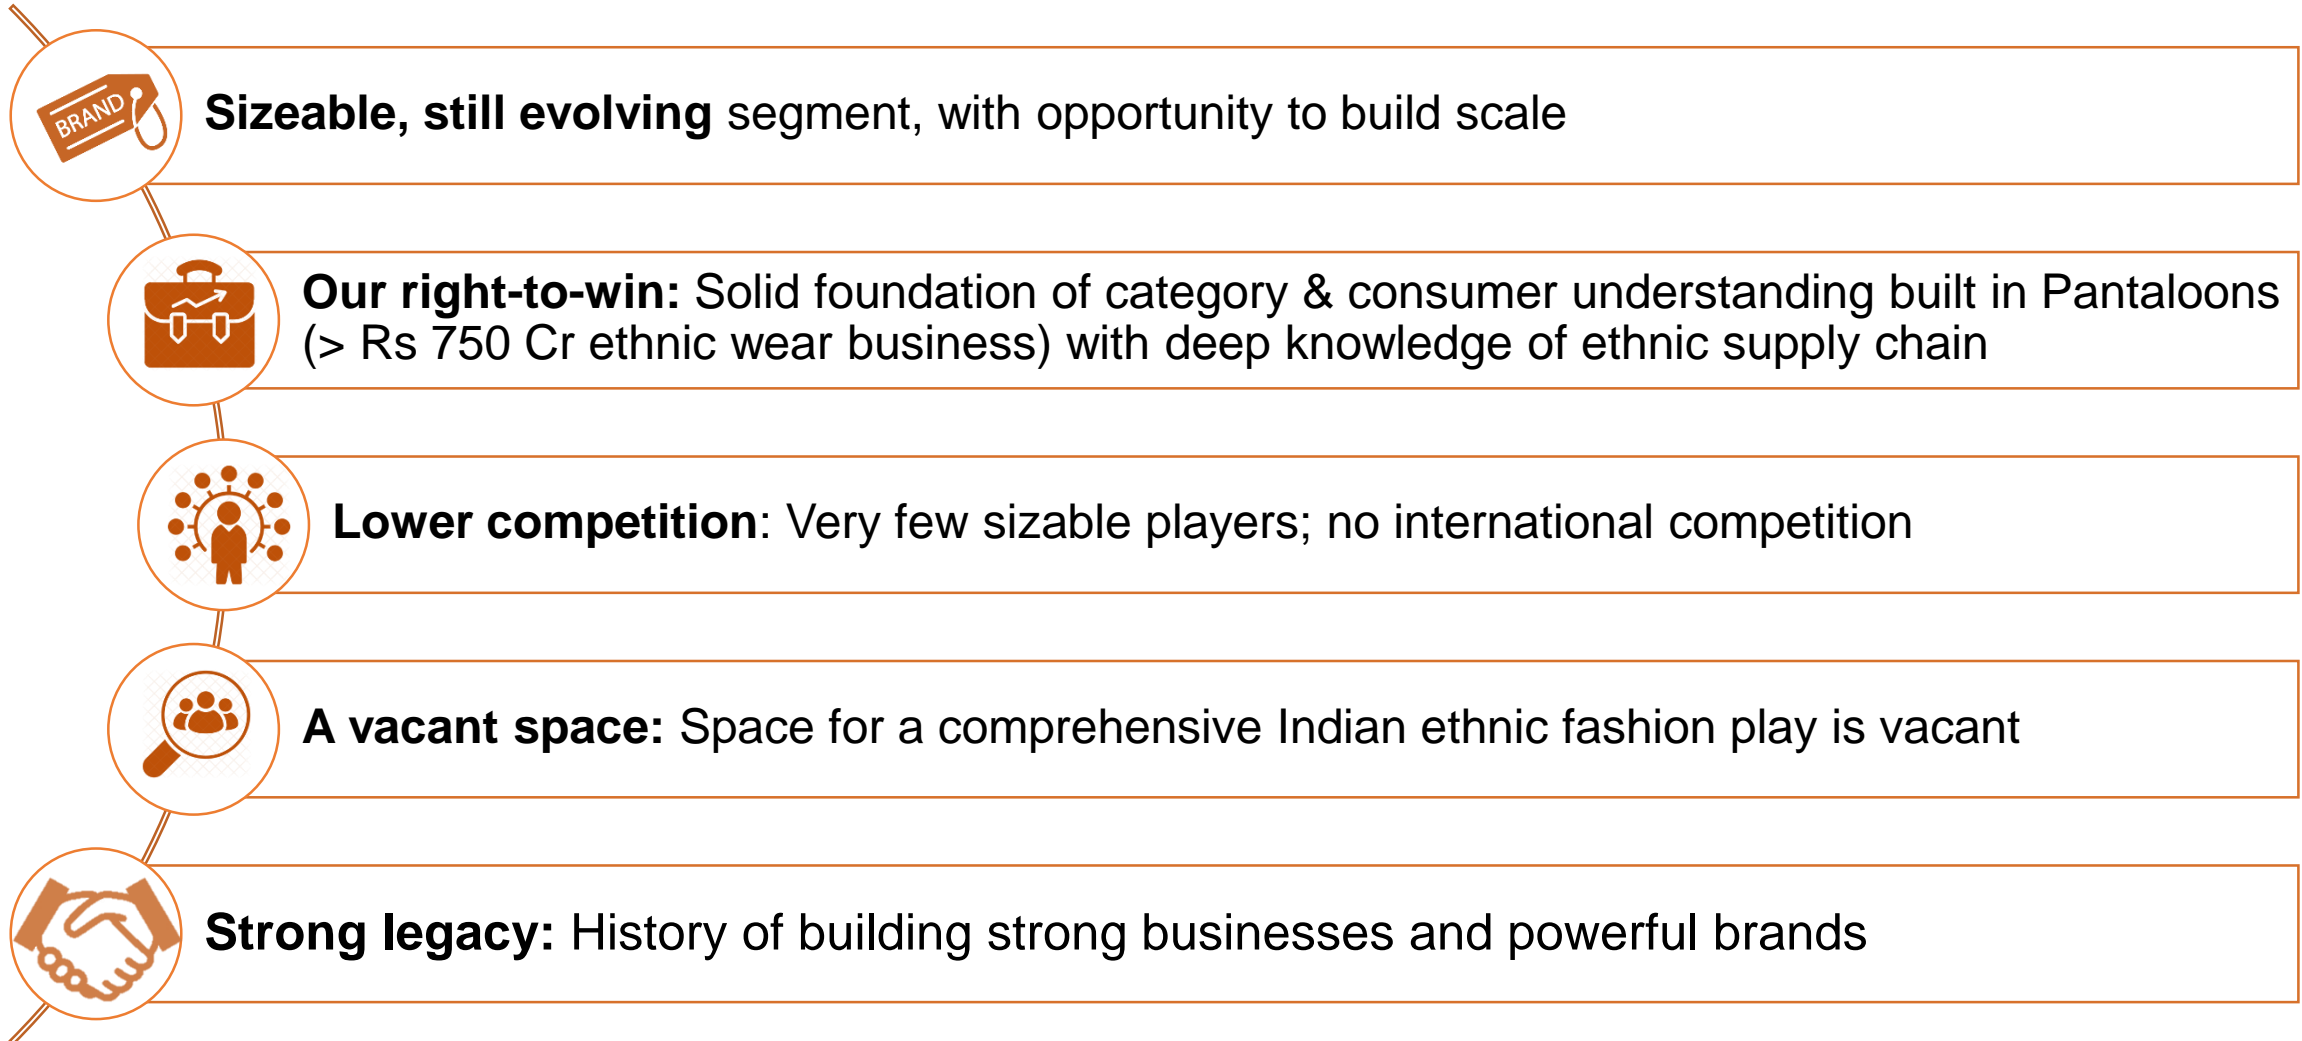 BRAND
Sizeable, still evolving segment, with opportunity to build scale
Our right-to-win: Solid foundation of category & consumer understanding built in Pantaloons
(> Rs 750 Cr ethnic wear business) with deep knowledge of ethnic supply chain
Lower competition: Very few sizable players; no international competition
A vacant space: Space for a comprehensive Indian ethnic fashion play is vacant
Strong legacy: History of building strong businesses and powerful brands